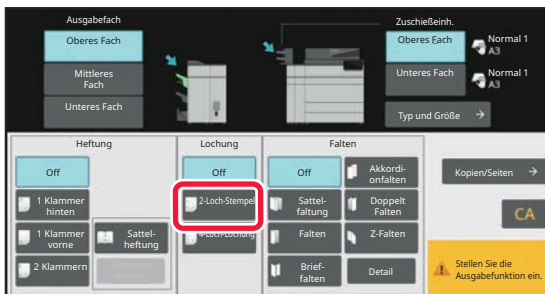 Ausgabefach
Oberes Fach
Mittleres
Fach
Unteres Fach
Zuschießeinh.
Oberes Fach
Normal 1
A3
Unteres Fach
Normal 1
A3
Typ und Größe
Heftung
Off
1 Klammer
hinten
1 Klammer
vorne
2 Klammern
Sattel-
heftung
Lochung
Off
2-Loch-Stempel
4-Loch-Lochung
Falten
Off
Akkordi-
onfalten
Sattel-
faltung
Doppelt
Falten
Falten
Z-Falten
Brief-
falten
Detail
Kopien/Seiten
CA
Stellen Sie die
Ausgabefunktion ein.